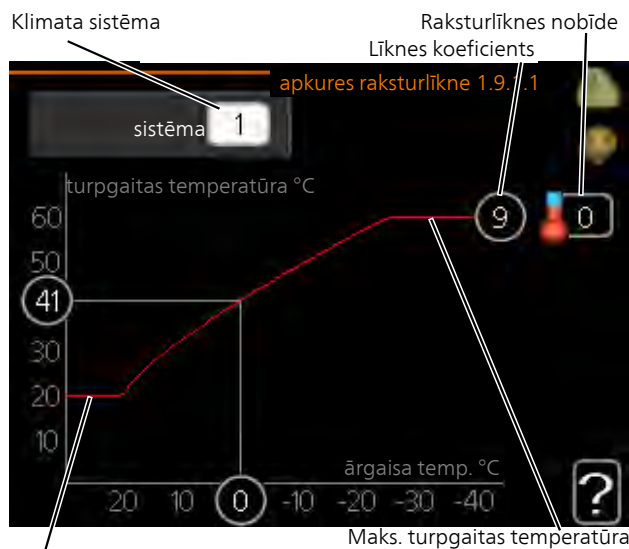 Klimata sistēma
Raksturlīknes nobīde
Līknes koeficients
apkures raksturlīkne 1.9.1.1
sistēma 1
turpgaitas temperatūra °C
60
9
0
50
41
30
20
10
ārgaisa temp. °C
20 10 0 -10 -20 -30 -40
?
Maks. turpgaitas temperatūra